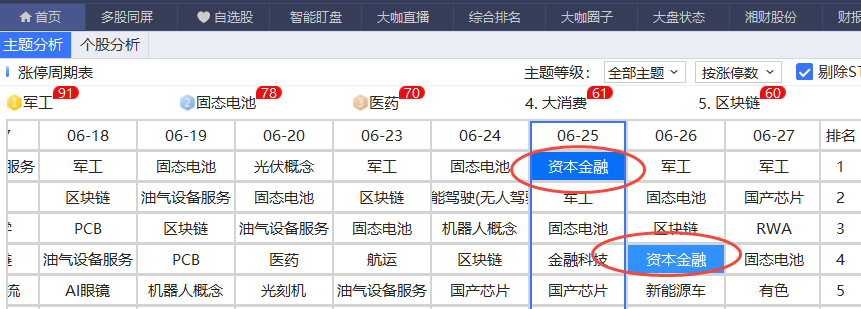 首页 多股同屏 自选股 智能盯盘 大咖直播 综合排名 大咖圈子 大盘状态 湘财股份 财报
主题分析 个股分析
涨停周期表 主题等级: 全部主题 按涨停数 剔除ST
1 军工 91 2 固态电池 78 3 医药 70 4. 大消费 61 5. 区块链 60
06-18 06-19 06-20 06-23 06-24 06-25 06-26 06-27 排名
服务 军工 固态电池 光伏概念 军工 固态电池 资本金融 军工 军工 1
区块链 油气设备服务 固态电池 区块链 能驾驶(无人驾驶 军工 固态电池 国产芯片 2
PCB 区块链 油气设备服务 固态电池 机器人概念 固态电池 区块链 RWA 3
油气设备服务 PCB 医药 航运 区块链 金融科技 资本金融 固态电池 4
流 AI眼镜 机器人概念 光刻机 油气设备服务 国产芯片 国产芯片 新能源车 有色 5